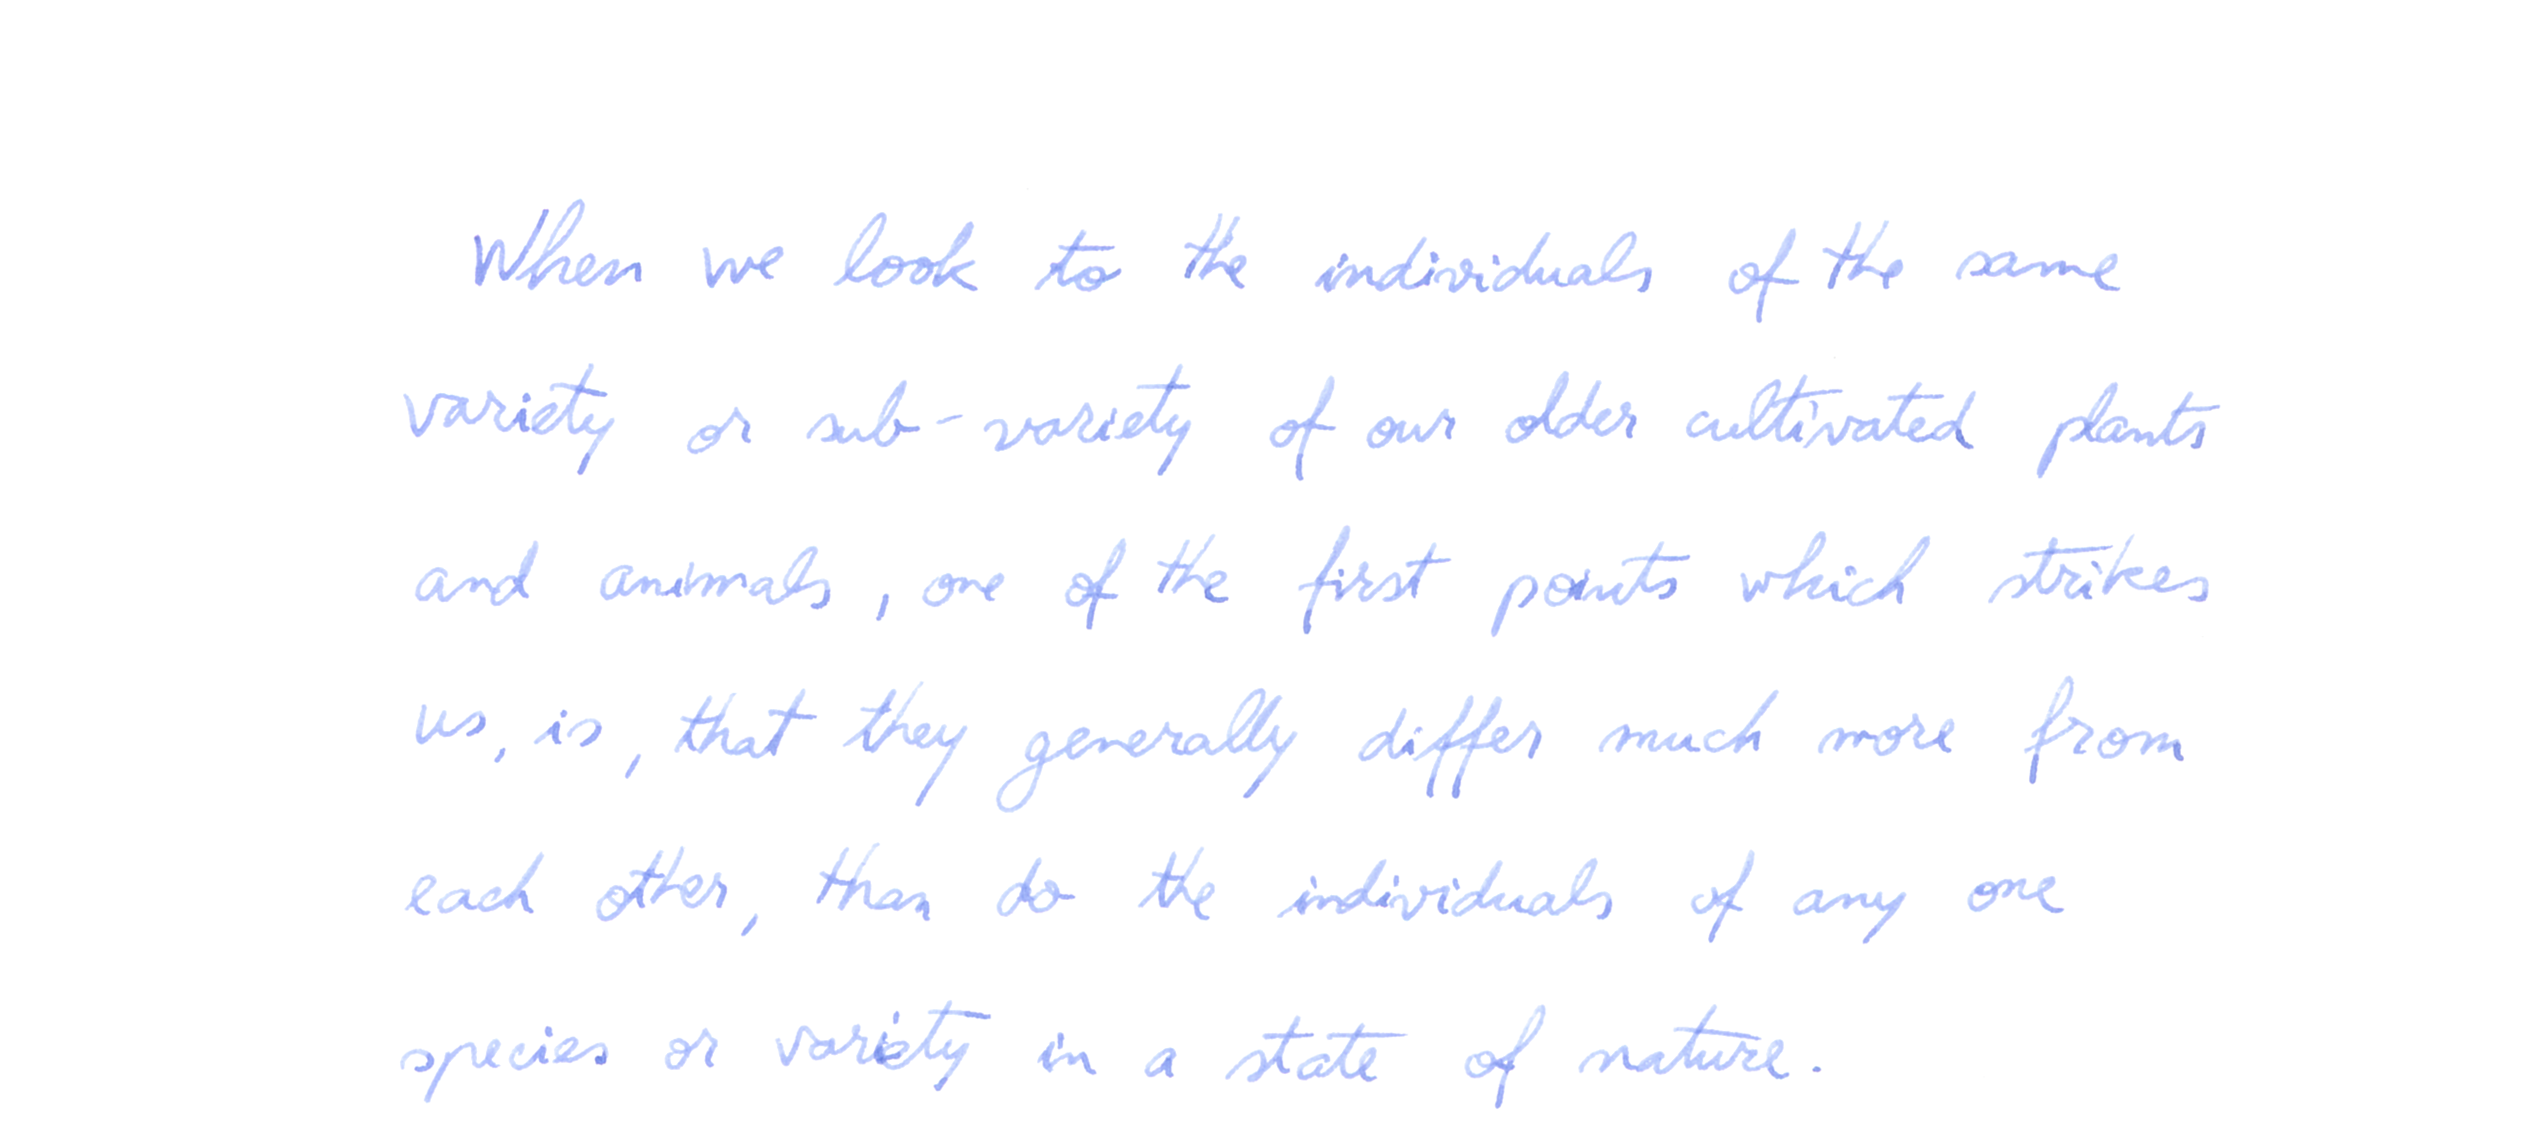 When we look to the individuals of the same
variety or sub-variety of our older cultivated plants
and animals, one of the first points which strikes
us, is, that they generally differ much more from
each other, than do the individuals of any one
species or variety in a state of nature.